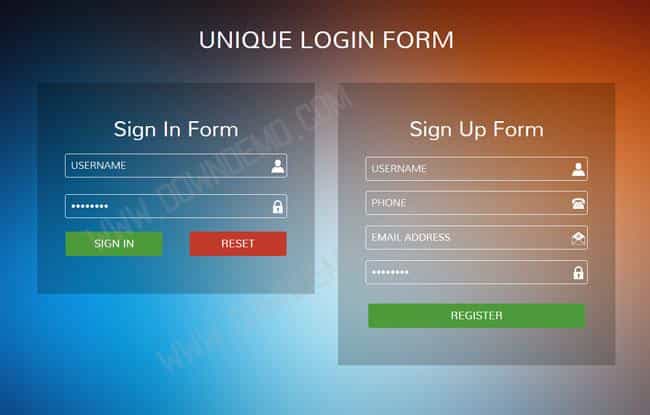 UNIQUE LOGIN FORM
Sign In Form
USERNAME
••••••••
SIGN IN
RESET
Sign Up Form
USERNAME
PHONE
EMAIL ADDRESS
••••••••
REGISTER
WWW.DOWNDEMO.COM